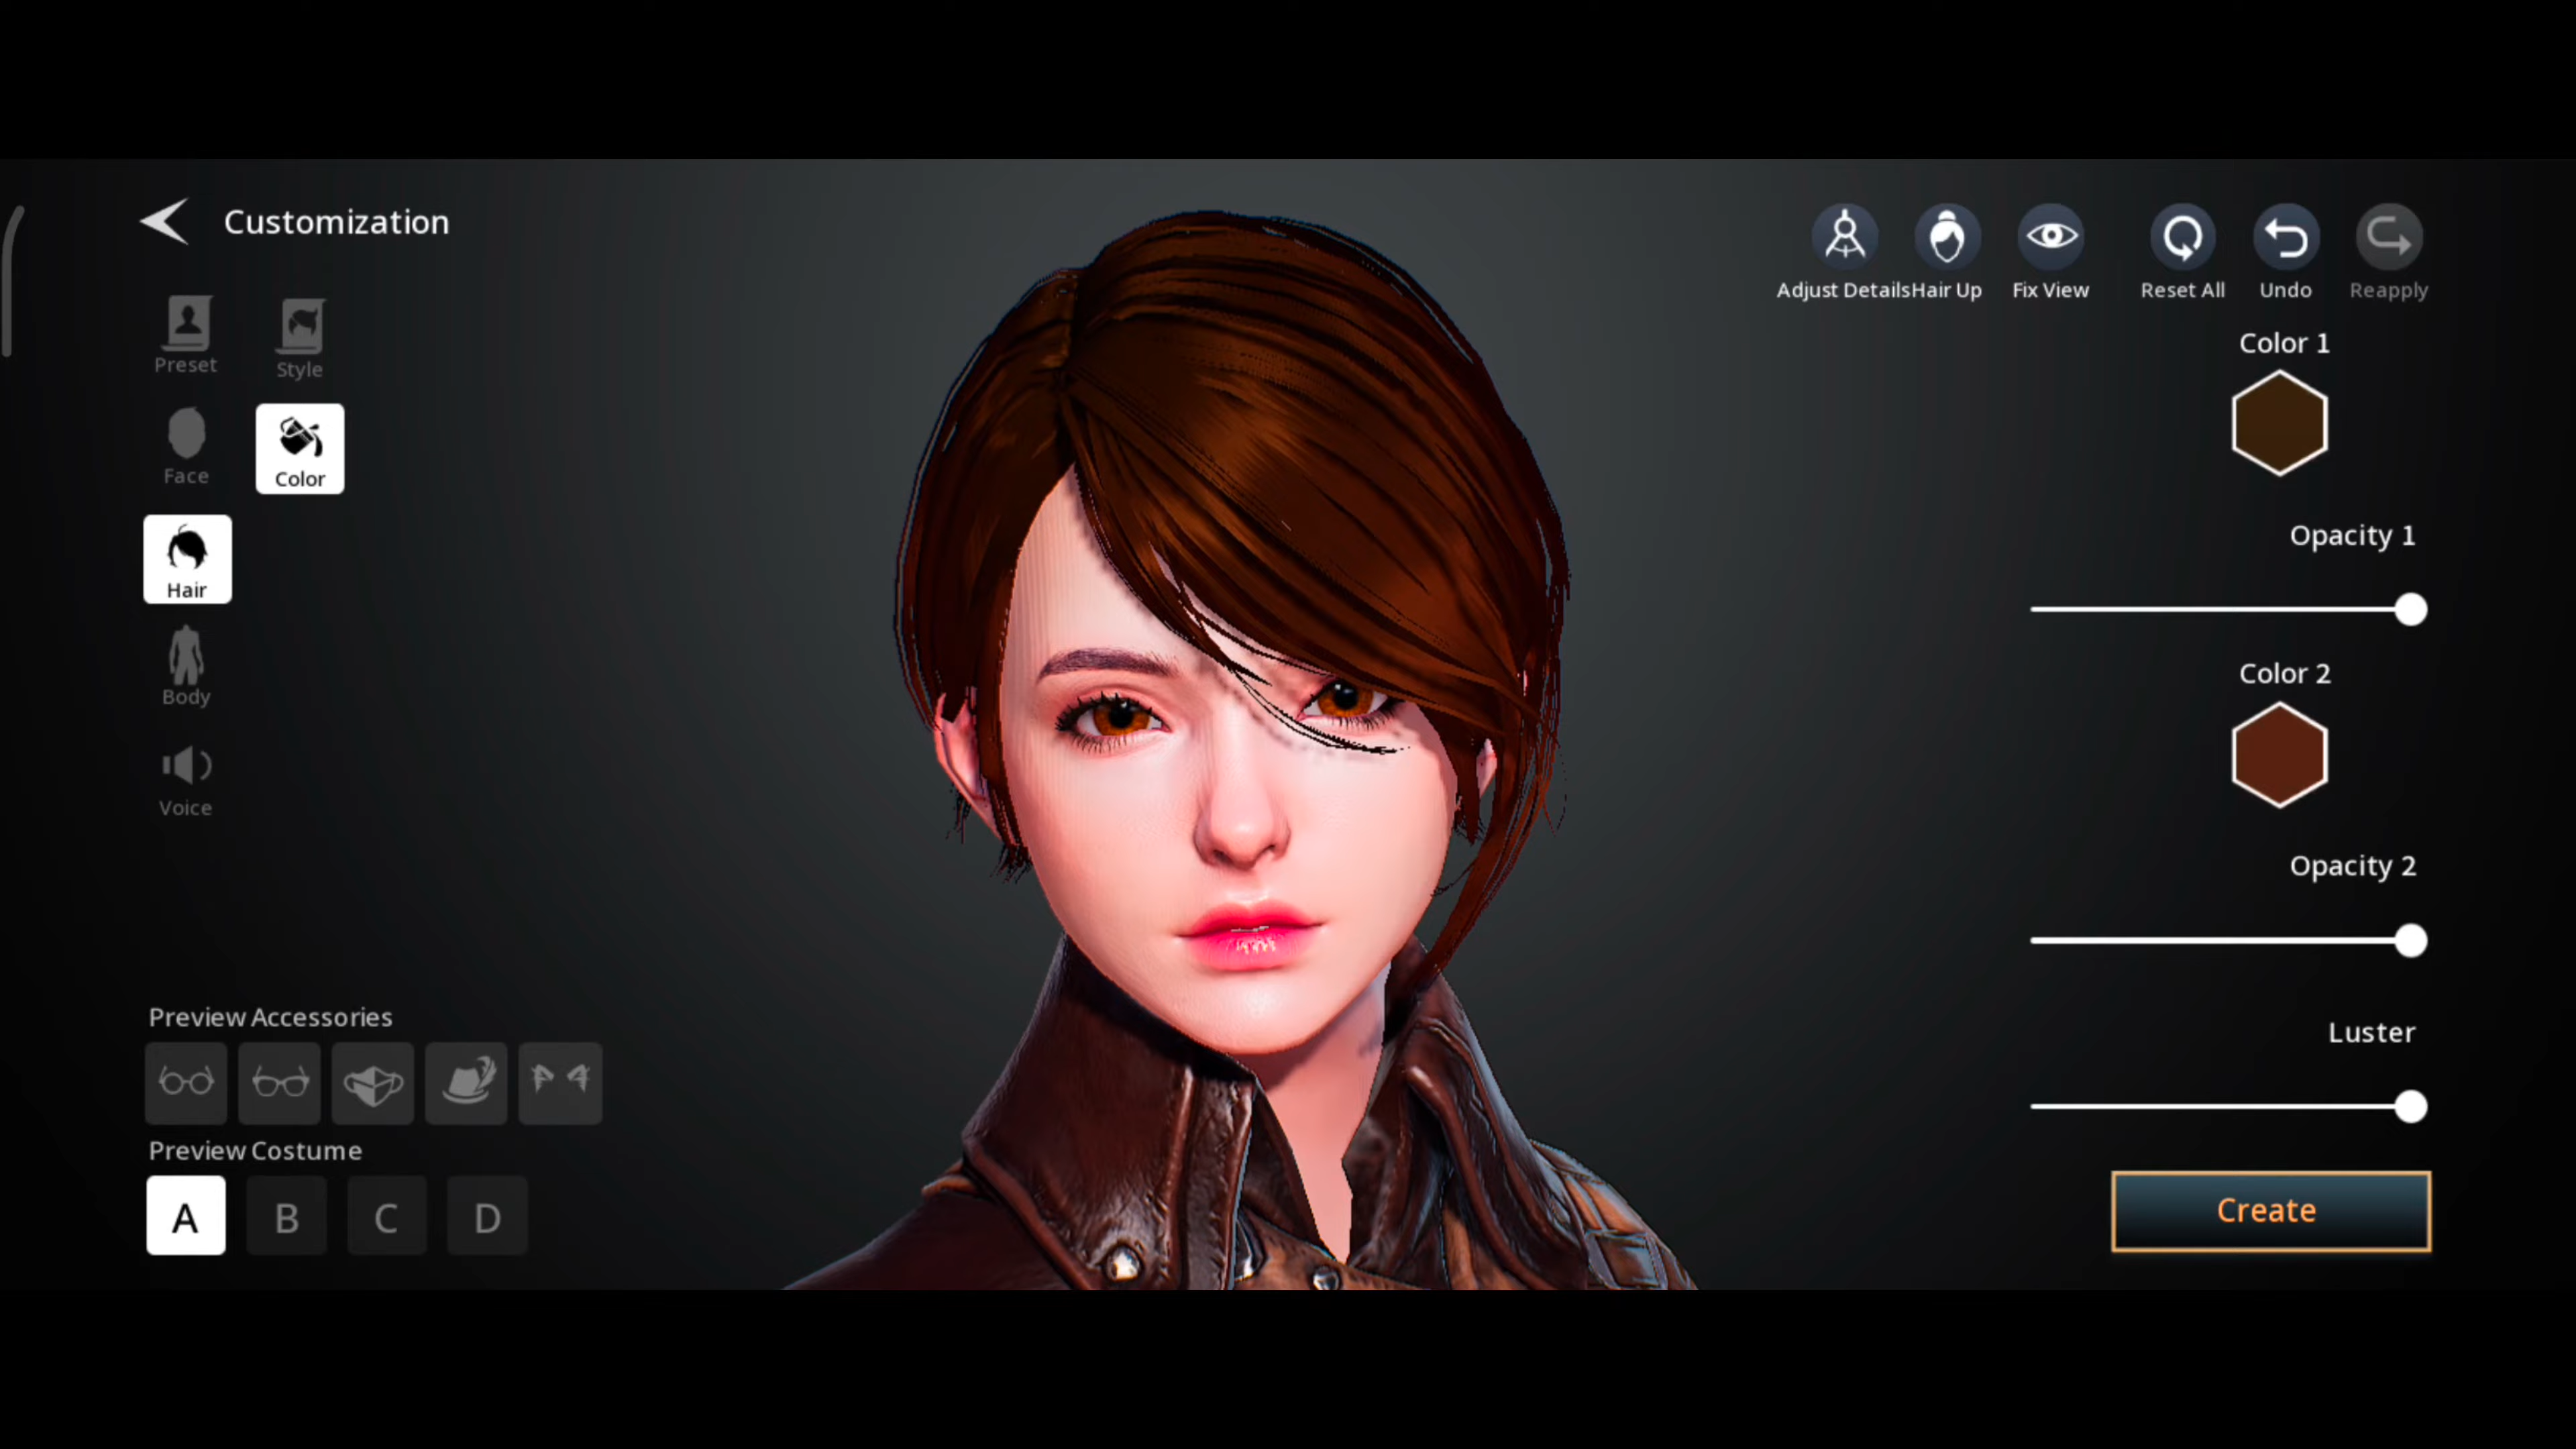 Customization
Adjust Details Hair Up Fix View Reset All Undo Reapply
Preset
Style
Face
Color
Hair
Body
Voice
Color 1
Opacity 1
Color 2
Opacity 2
Luster
Preview Accessories
Preview Costume
A B C D
Create